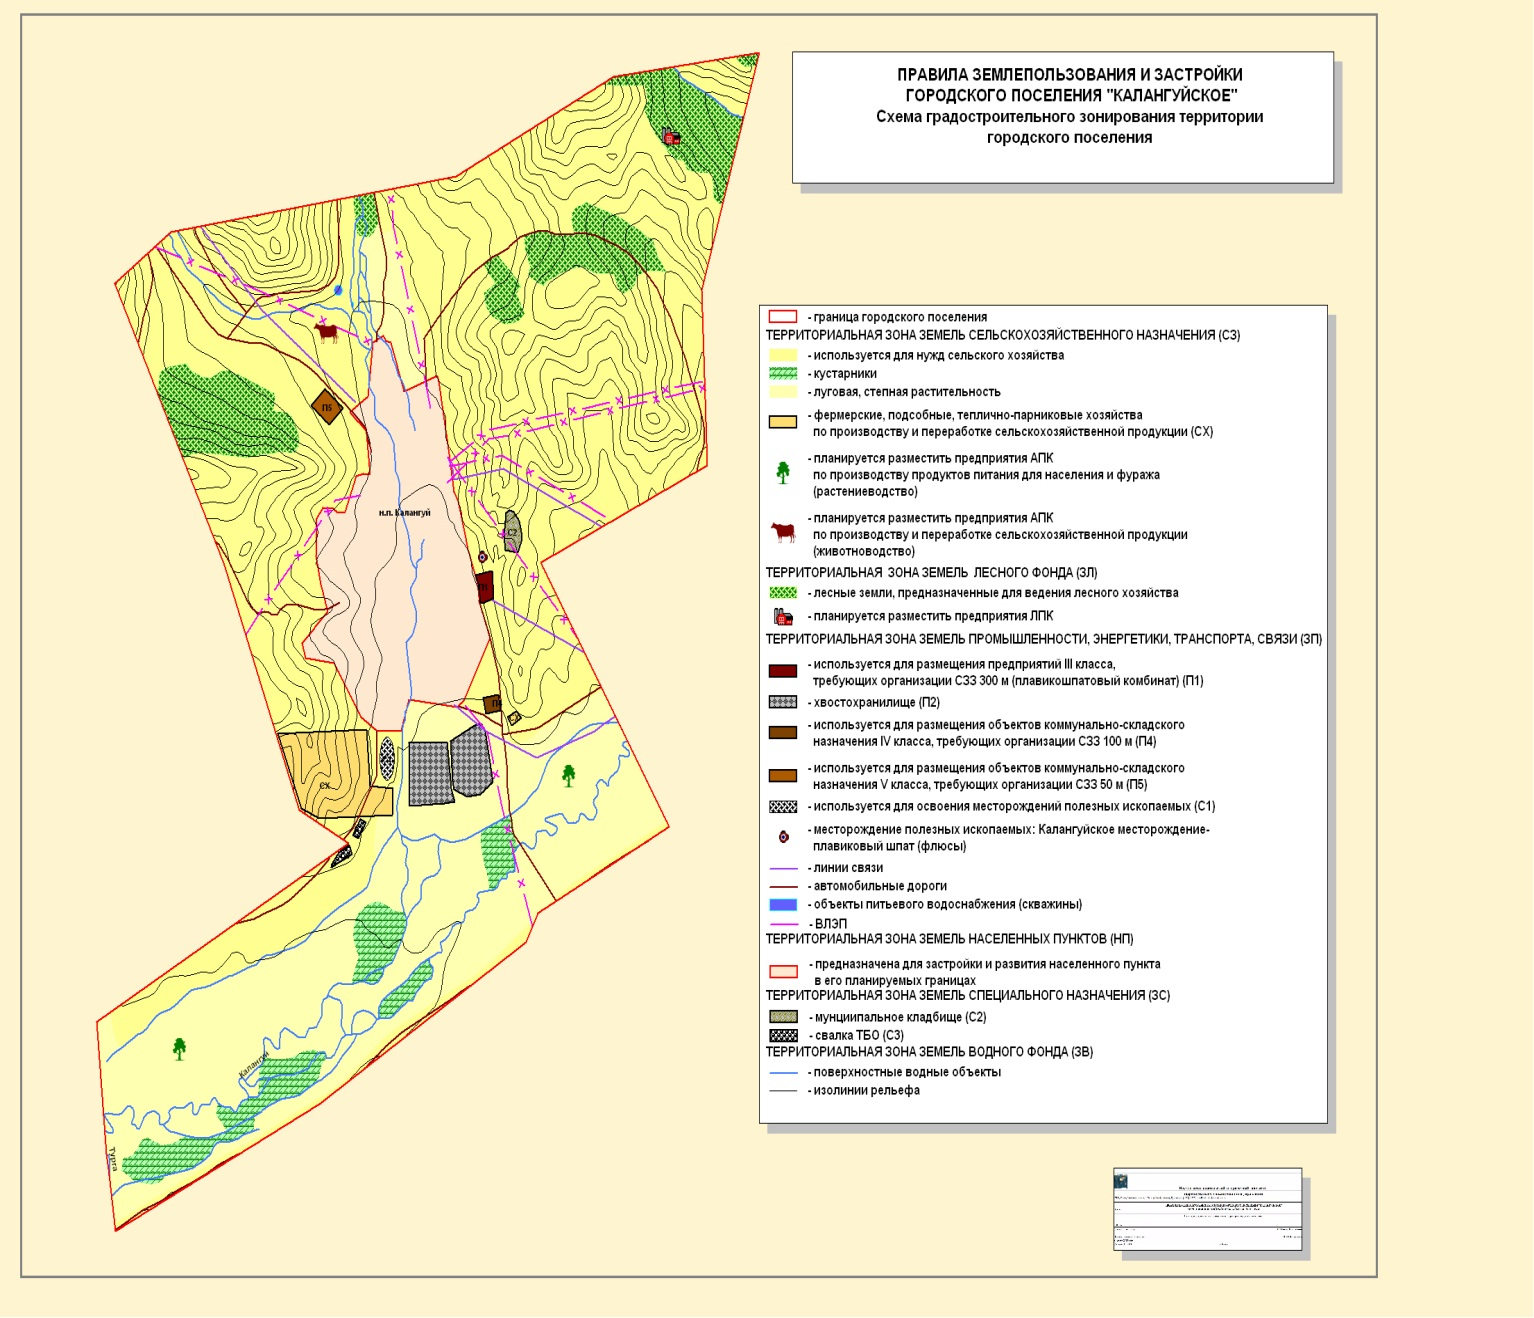 ПРАВИЛА ЗЕМЛЕПОЛЬЗОВАНИЯ И ЗАСТРОЙКИ
ГОРОДСКОГО ПОСЕЛЕНИЯ "КАЛАНГУЙСКОЕ"
Схема градостроительного зонирования территории
городского поселения
- граница городского поселения
ТЕРРИТОРИАЛЬНАЯ ЗОНА ЗЕМЕЛЬ СЕЛЬСКОХОЗЯЙСТВЕННОГО НАЗНАЧЕНИЯ (СЗ)
- используется для нужд сельского хозяйства
- кустарники
- луговая, степная растительность
- фермерские, подсобные, теплично-парниковые хозяйства
по производству и переработке сельскохозяйственной продукции (СХ)
- планируется разместить предприятия АПК
по производству продуктов питания для населения и фуража
(растениеводство)
- планируется разместить предприятия АПК
по производству и переработке сельскохозяйственной продукции
(животноводство)
ТЕРРИТОРИАЛЬНАЯ ЗОНА ЗЕМЕЛЬ ЛЕСНОГО ФОНДА (ЗЛ)
- лесные земли, предназначенные для ведения лесного хозяйства
- планируется разместить предприятия ЛПК
ТЕРРИТОРИАЛЬНАЯ ЗОНА ЗЕМЕЛЬ ПРОМЫШЛЕННОСТИ, ЭНЕРГЕТИКИ, ТРАНСПОРТА, СВЯЗИ (ЗП)
- используется для размещения предприятий III класса,
требующих организации СЗЗ 300 м (плавикошпатовый комбинат) (П1)
- хвостохранилище (П2)
- используется для размещения объектов коммунально-складского
назначения IV класса, требующих организации СЗЗ 100 м (П4)
- используется для размещения объектов коммунально-складского
назначения V класса, требующих организации СЗЗ 50 м (П5)
- используется для освоения месторождений полезных ископаемых (С1)
- месторождение полезных ископаемых: Калангуйское месторождение-
плавиковый шпат (флюсы)
- линии связи
- автомобильные дороги
- объекты питьевого водоснабжения (скважины)
- ВЛЭП
ТЕРРИТОРИАЛЬНАЯ ЗОНА ЗЕМЕЛЬ НАСЕЛЕННЫХ ПУНКТОВ (НП)
- предназначена для застройки и развития населенного пункта
в его планируемых границах
ТЕРРИТОРИАЛЬНАЯ ЗОНА ЗЕМЕЛЬ СПЕЦИАЛЬНОГО НАЗНАЧЕНИЯ (ЗС)
- мунциипальное кладбище (С2)
- свалка ТБО (С3)
ТЕРРИТОРИАЛЬНАЯ ЗОНА ЗЕМЕЛЬ ВОДНОГО ФОНДА (ЗВ)
- поверхностные водные объекты
- изолинии рельефа
П5
н.п. Калангуй
С2
П4
СХ
Калангуй
Турга